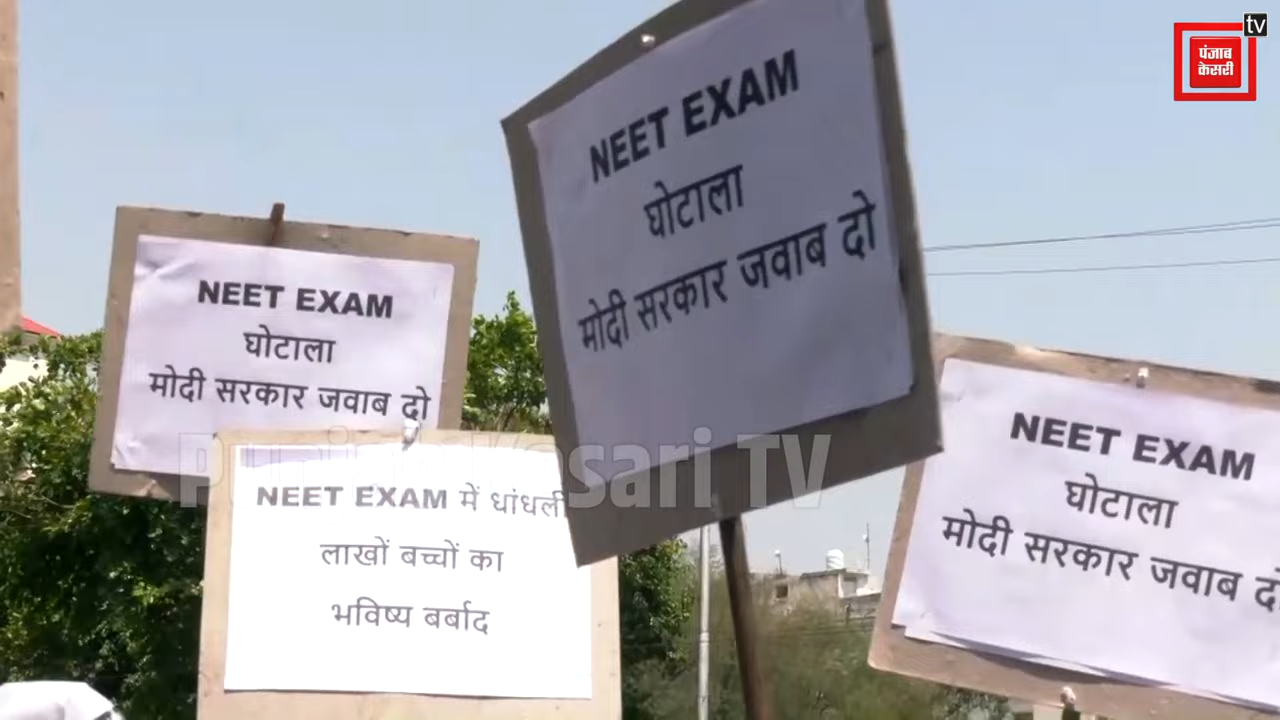 tv
पंजाब
केसरी
NEET EXAM
घोटाला
मोदी सरकार जवाब दो
NEET EXAM
घोटाला
मोदी सरकार जवाब दो
NEET EXAM में धांधली
लाखों बच्चों का
भविष्य बर्बाद
NEET EXAM
घोटाला
मोदी सरकार जवाब दो
Punjab Kesari TV